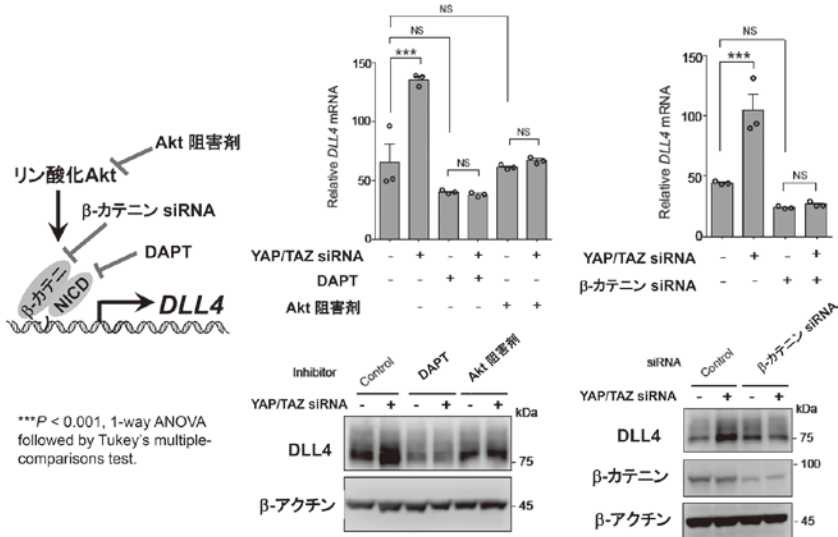 Akt 阻害剤
リン酸化Akt
β-カテニン siRNA
DAPT
β-カテニ
NICD
DLL4
***P < 0.001, 1-way ANOVA
followed by Tukey's multiple-
comparisons test.
NS
NS
***
NS
NS
Relative DLL4 mRNA
150
100
50
0
YAP/TAZ siRNA - + - + - +
DAPT - - + + - -
Akt 阻害剤 - - - - + +
NS
***
NS
Relative DLL4 mRNA
150
100
50
0
YAP/TAZ siRNA - + - +
β-カテニン siRNA - - + +
Inhibitor Control DAPT Akt 阻害剤
YAP/TAZ siRNA - + - + - + kDa
DLL4 75
β-アクチン 45
siRNA Control β-カテニン siRNA
YAP/TAZ siRNA - + - + kDa
DLL4 75
100
β-カテニン
β-アクチン 45